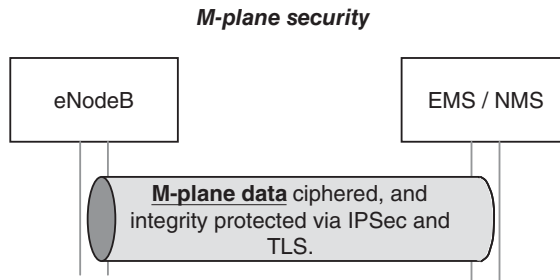 M-plane security
eNodeB
EMS / NMS
M-plane data ciphered, and
integrity protected via IPSec and
TLS.